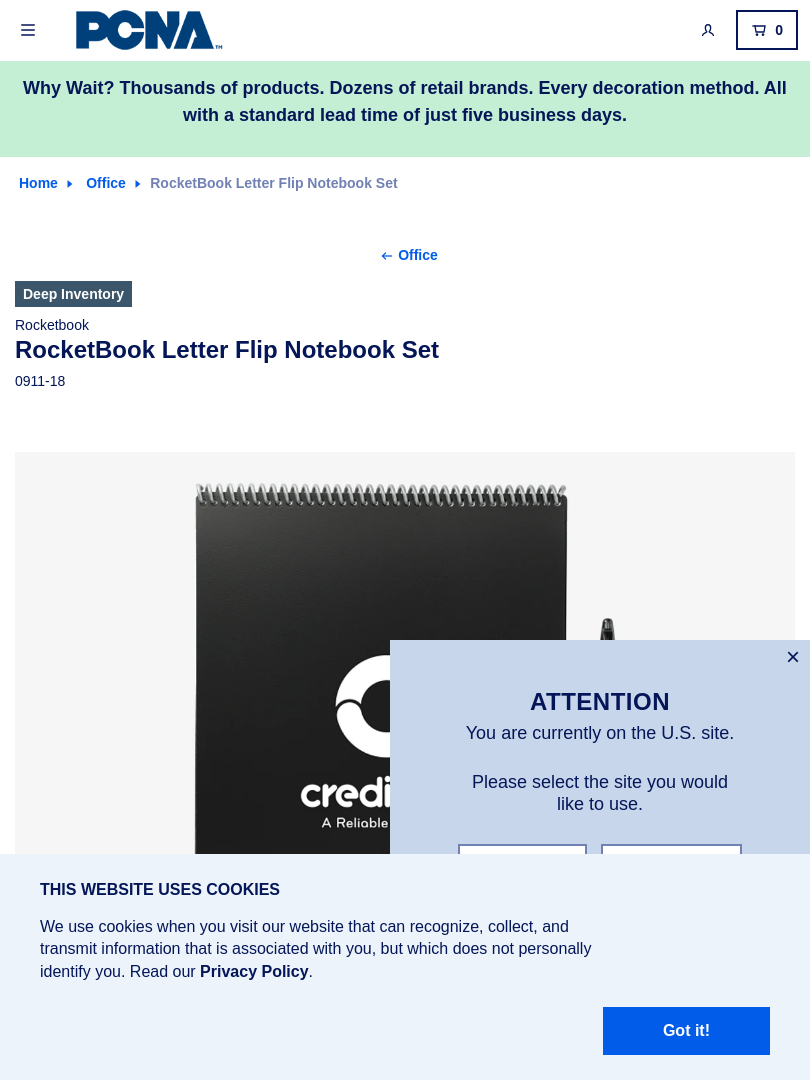 PCNA™
0
Why Wait? Thousands of products. Dozens of retail brands. Every decoration method. All
with a standard lead time of just five business days.
Home
Office
RocketBook Letter Flip Notebook Set
Office
Deep Inventory
Rocketbook
RocketBook Letter Flip Notebook Set
0911-18
ATTENTION
You are currently on the U.S. site.
Please select the site you would
like to use.
credi
A Reliable
THIS WEBSITE USES COOKIES
We use cookies when you visit our website that can recognize, collect, and
transmit information that is associated with you, but which does not personally
identify you. Read our Privacy Policy.
Got it!